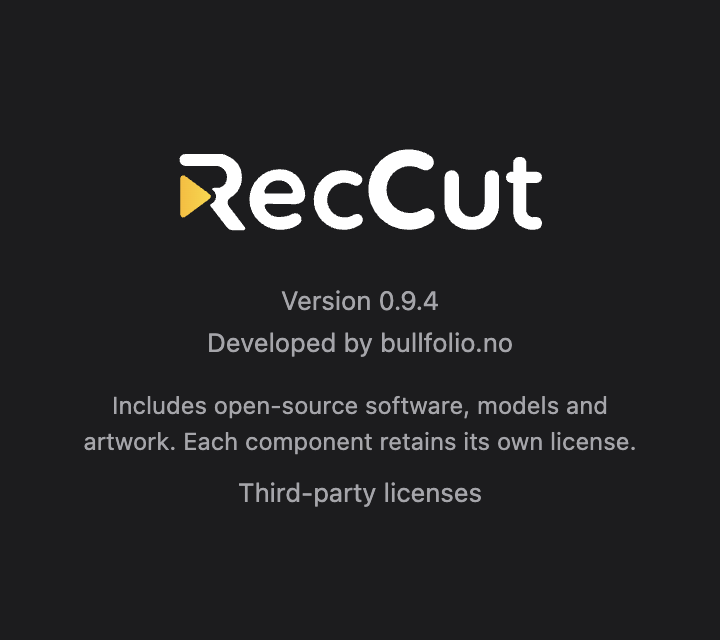 RecCut
Version 0.9.4
Developed by bullfolio.no
Includes open-source software, models and
artwork. Each component retains its own license.
Third-party licenses